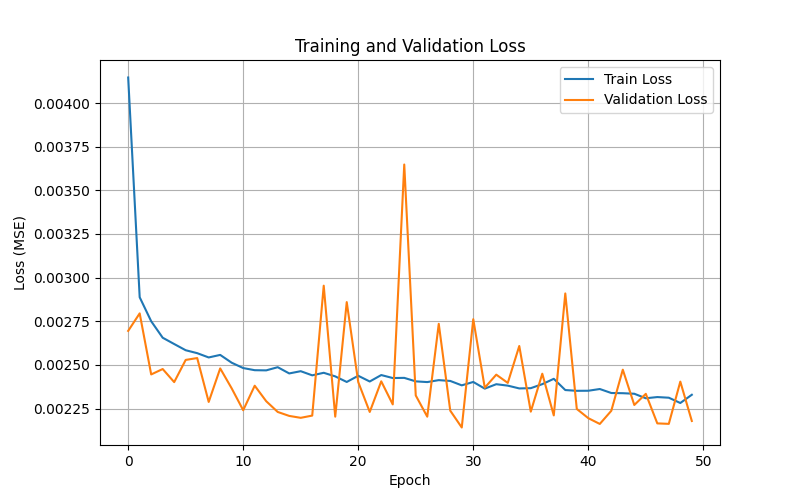 Training and Validation Loss
Train Loss
Validation Loss
0.00400
0.00375
0.00350
0.00325
0.00300
0.00275
0.00250
0.00225
Loss (MSE)
0 10 20 30 40 50
Epoch